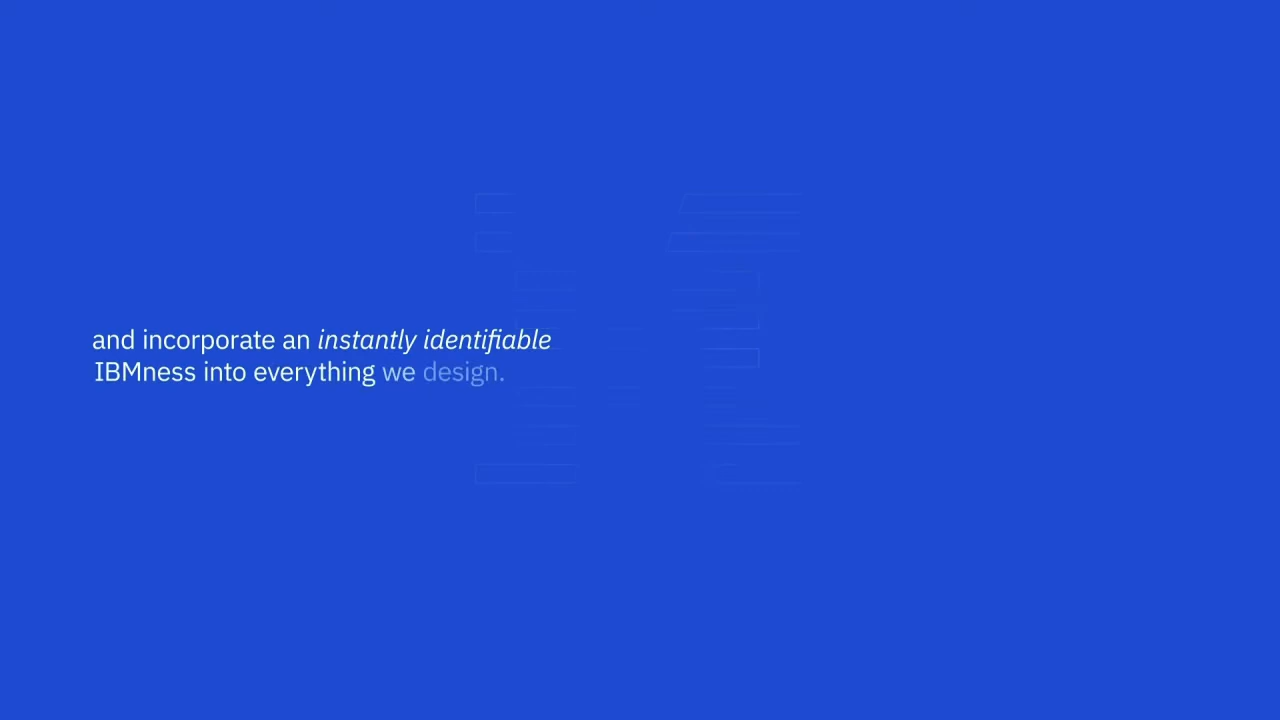 and incorporate an instantly identifiable
IBMness into everything we design.